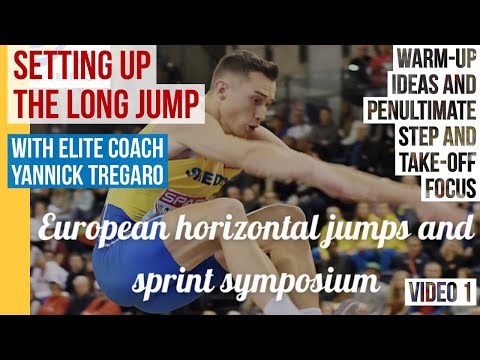 SETTING UP
THE LONG JUMP
WITH ELITE COACH
YANNICK TREGARO
WARM-UP
IDEAS AND
PENULTIMATE
STEP AND
TAKE-OFF
FOCUS
European horizontal jumps and
sprint symposium
VIDEO 1